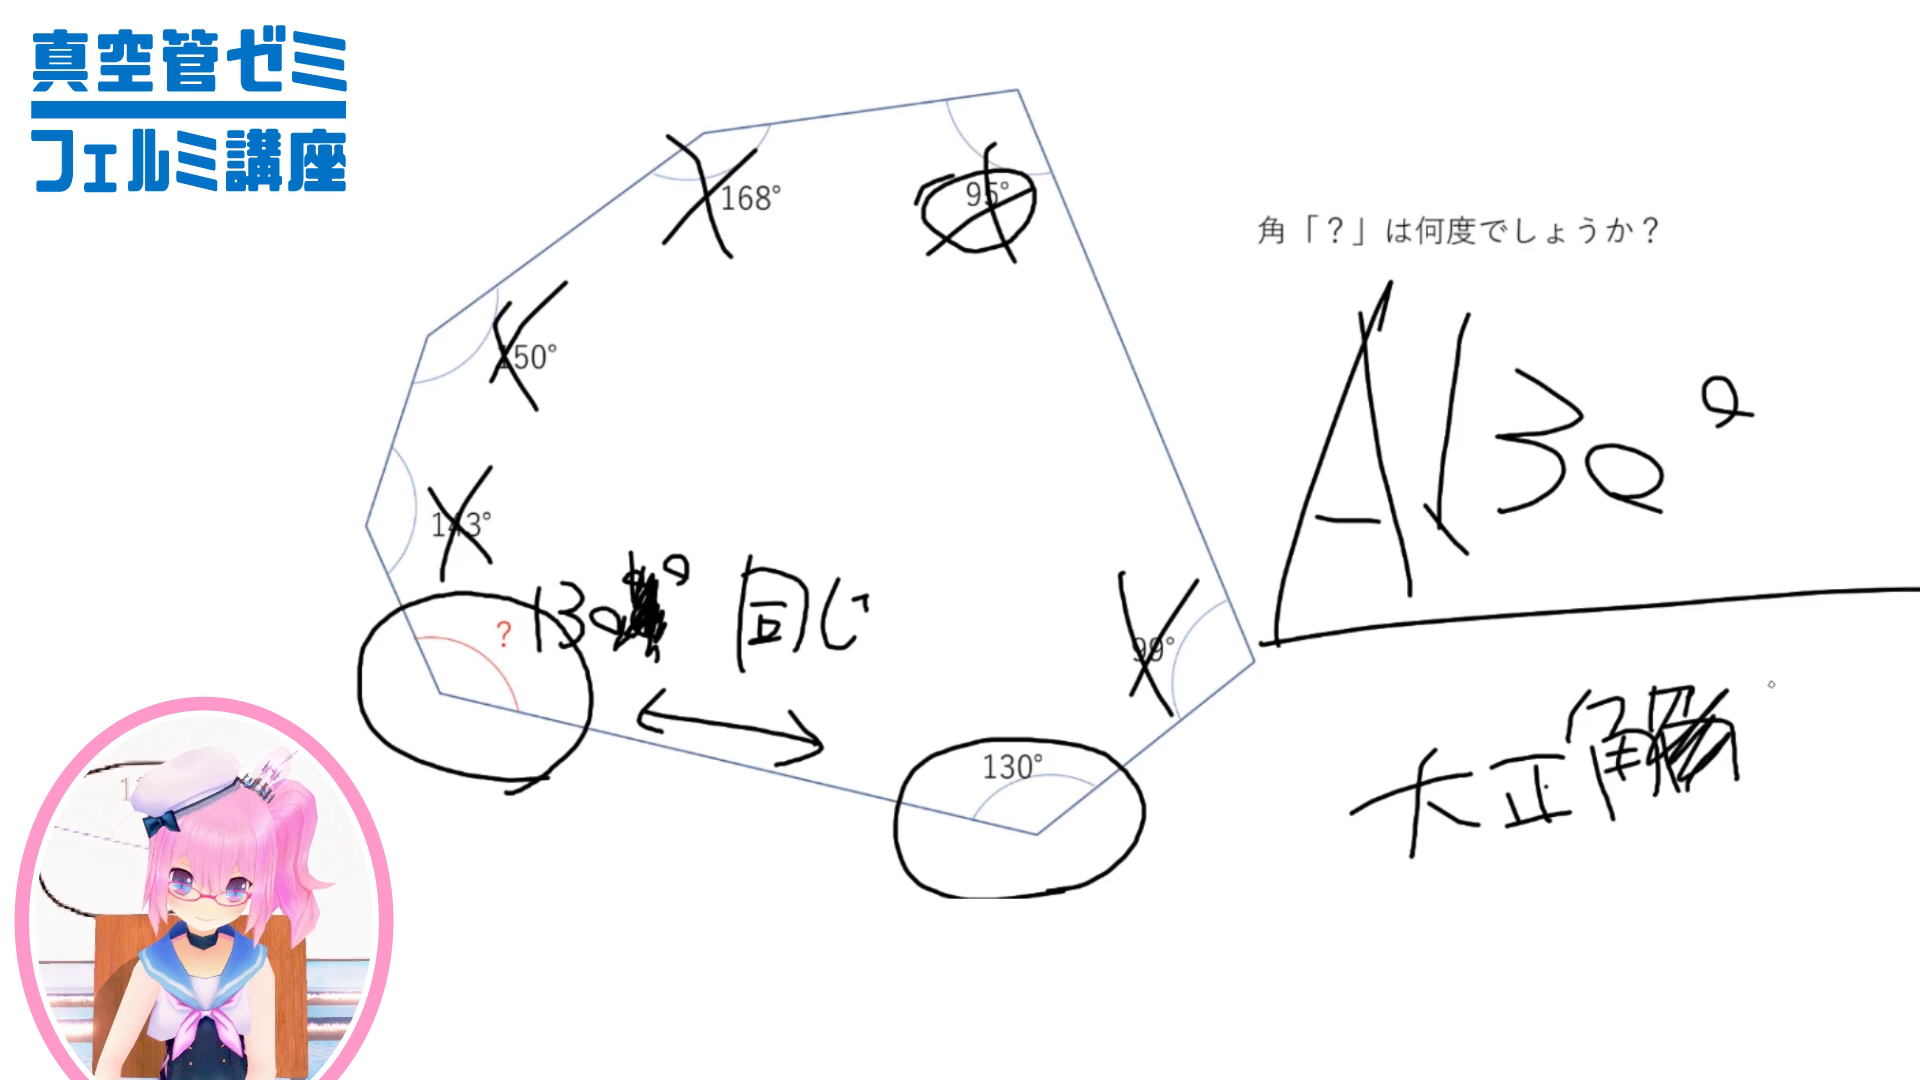 真空管ゼミ
フェルミ講座
168°
95°
角「？」は何度でしょうか？
150°
A 130°
143°
？ 130° 同じ
99°
130°
大正解